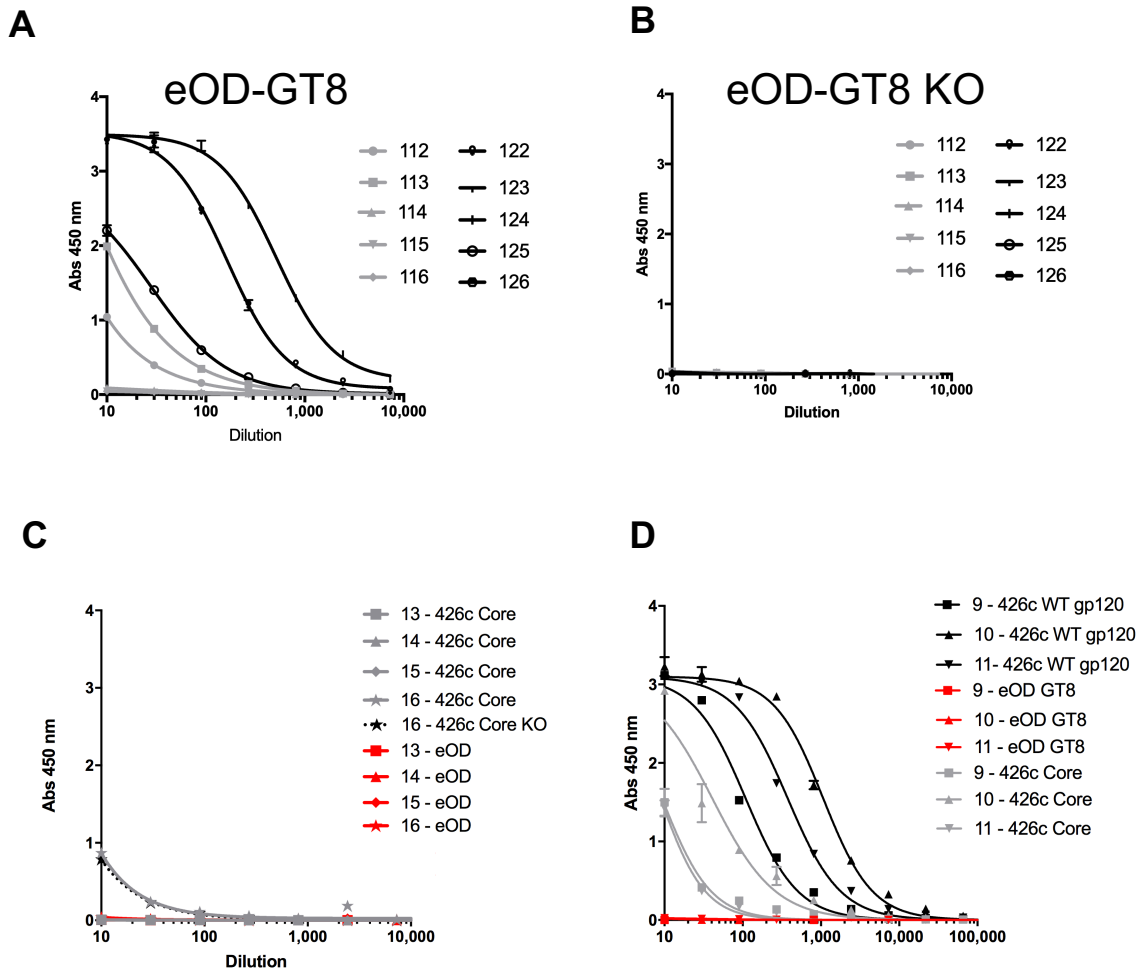 A
eOD-GT8
Abs 450 nm
4
3
2
1
0
10
100
1,000
10,000
Dilution
112
113
114
115
116
122
123
124
125
126
B
eOD-GT8 KO
Abs 450 nm
4
3
2
1
0
10
100
1,000
10,000
Dilution
112
113
114
115
116
122
123
124
125
126
C
Abs 450 nm
4
3
2
1
0
10
100
1,000
10,000
Dilution
13 - 426c Core
14 - 426c Core
15 - 426c Core
16 - 426c Core
16 - 426c Core KO
13 - eOD
14 - eOD
15 - eOD
16 - eOD
D
Abs 450 nm
4
3
2
1
0
10
100
1,000
10,000
100,000
Dilution
9 - 426c WT gp120
10 - 426c WT gp120
11- 426c WT gp120
9 - eOD GT8
10 - eOD GT8
11 - eOD GT8
9 - 426c Core
10 - 426c Core
11 - 426c Core